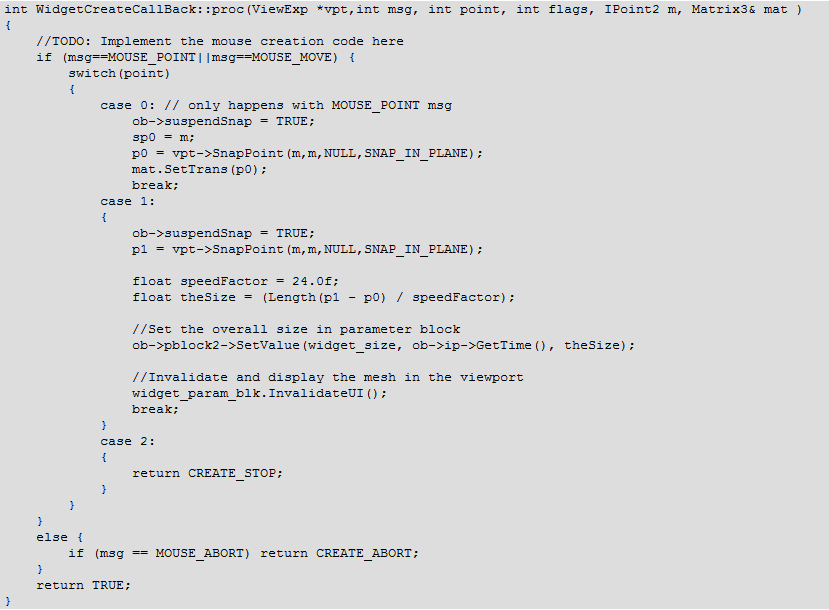 int WidgetCreateCallBack::proc(ViewExp *vpt,int msg, int point, int flags, IPoint2 m, Matrix3& mat )
{
    //TODO: Implement the mouse creation code here
    if (msg==MOUSE_POINT||msg==MOUSE_MOVE) {
        switch(point)
        {
            case 0: // only happens with MOUSE_POINT msg
                ob->suspendSnap = TRUE;
                sp0 = m;
                p0 = vpt->SnapPoint(m,m,NULL,SNAP_IN_PLANE);
                mat.SetTrans(p0);
                break;
            case 1:
            {
                ob->suspendSnap = TRUE;
                p1 = vpt->SnapPoint(m,m,NULL,SNAP_IN_PLANE);

                float speedFactor = 24.0f;
                float theSize = (Length(p1 - p0) / speedFactor);

                //Set the overall size in parameter block
                ob->pblock2->SetValue(widget_size, ob->ip->GetTime(), theSize);

                //Invalidate and display the mesh in the viewport
                widget_param_blk.InvalidateUI();
                break;
            }
            case 2:
            {
                return CREATE_STOP;
            }
        }
    }
    else {
        if (msg == MOUSE_ABORT) return CREATE_ABORT;
    }
    return TRUE;
}